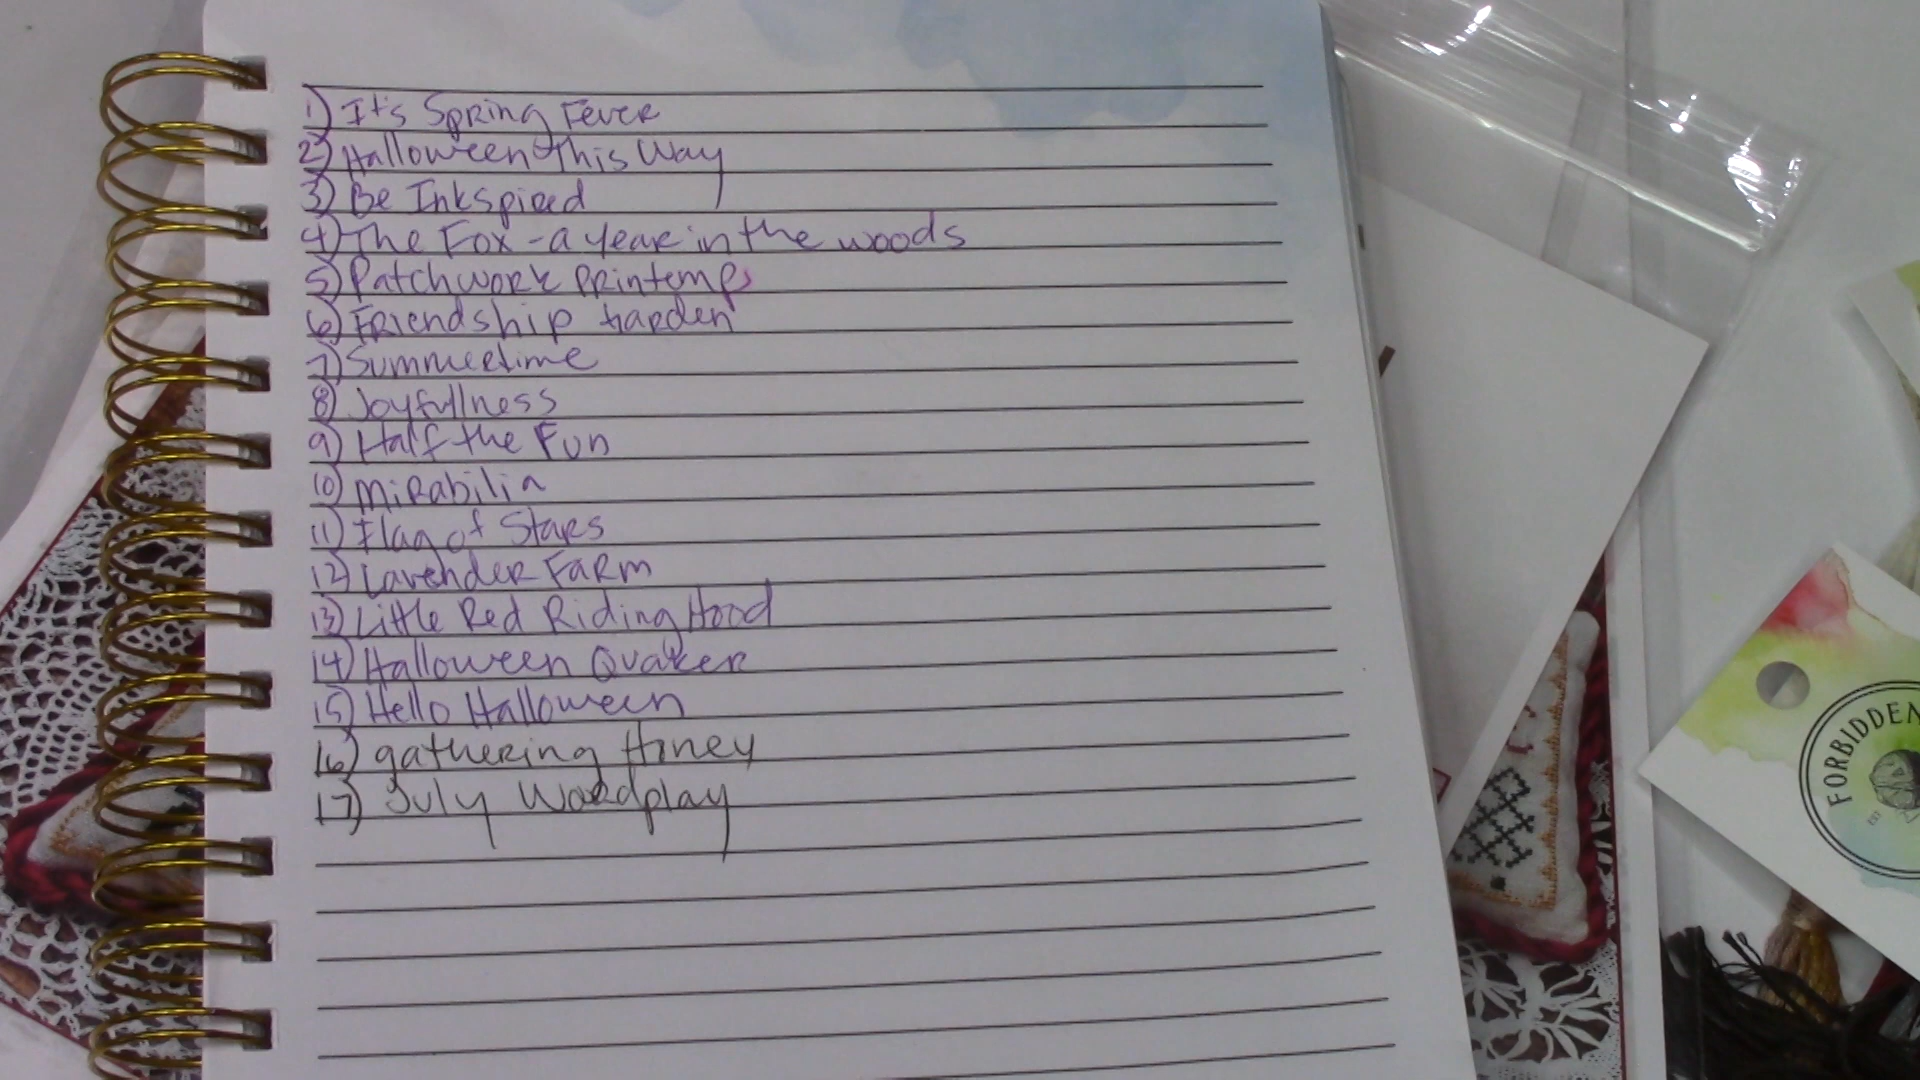 1) It's Spring Fever
2) Halloween This Way
3) Be Inkspired
4) The Fox - a year in the woods
5) Patchwork Printemps
6) Friendship Garden
7) Summertime
8) Joyfullness
9) Half the Fun
10) Mirabilia
11) Flag of Stars
12) Lavender Farm
13) Little Red Riding Hood
14) Halloween Quaker
15) Hello Halloween
16) gathering Honey
17) July Wordplay
FORBIDDEN